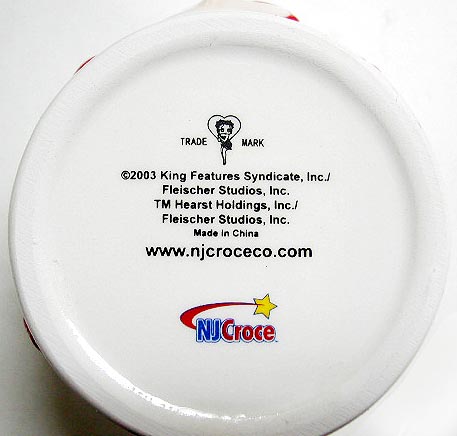 TRADE MARK
©2003 King Features Syndicate, Inc./
Fleischer Studios, Inc.
TM Hearst Holdings, Inc./
Fleischer Studios, Inc.
Made in China
www.njcroceco.com
NJCroce